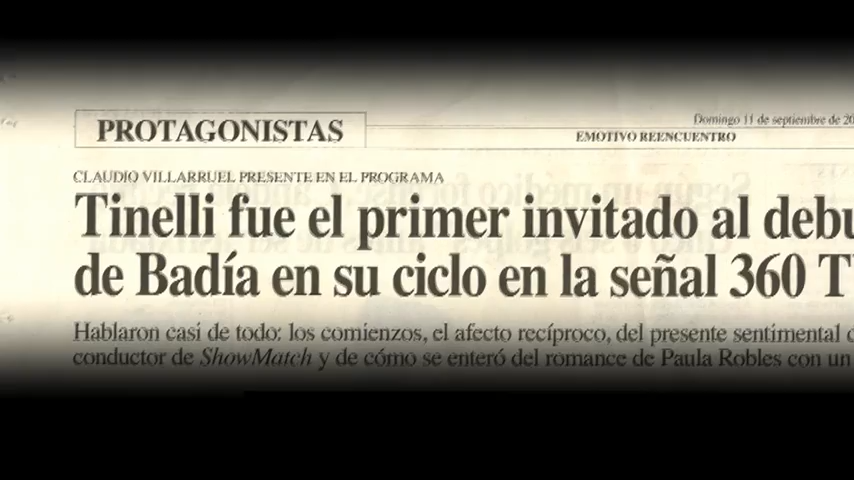 Domingo 11 de septiembre de 20
PROTAGONISTAS
EMOTIVO REENCUENTRO
CLAUDIO VILLARRUEL PRESENTE EN EL PROGRAMA
Tinelli fue el primer invitado al debu
de Badía en su ciclo en la señal 360 T
Hablaron casi de todo: los comienzos, el afecto recíproco, del presente sentimental
conductor de ShowMatch y de cómo se enteró del romance de Paula Robles con un